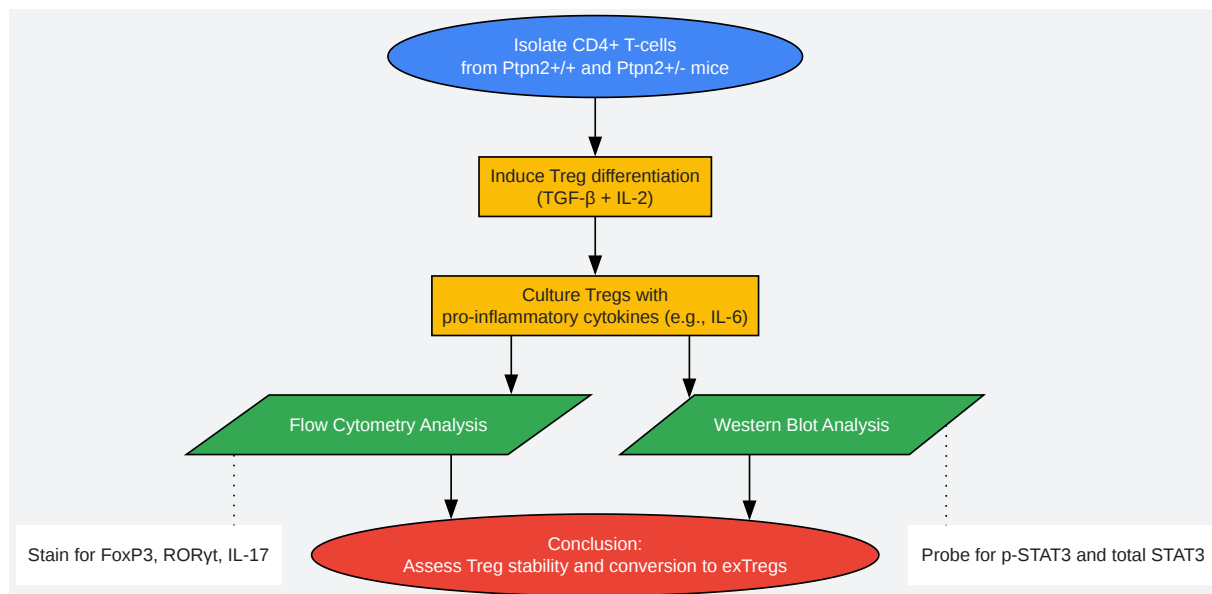 Isolate CD4+ T-cells
from Ptpn2+/+ and Ptpn2+/- mice
Induce Treg differentiation
(TGF-β + IL-2)
Culture Tregs with
pro-inflammatory cytokines (e.g., IL-6)
Flow Cytometry Analysis
Western Blot Analysis
Stain for FoxP3, RORγt, IL-17
Conclusion:
Assess Treg stability and conversion to exTregs
Probe for p-STAT3 and total STAT3